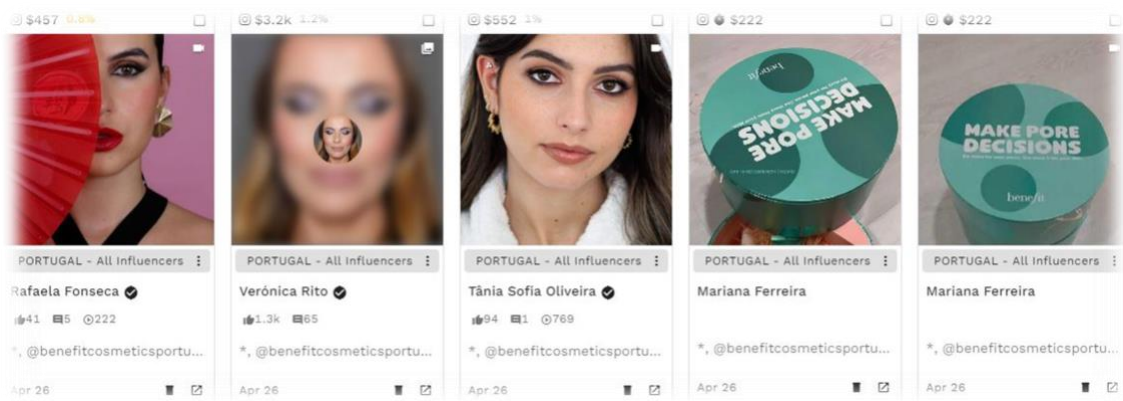 $457 0.8%
PORTUGAL - All Influencers
Rafaela Fonseca
41 5 222
*, @benefitcosmeticsportu...
Apr 26
$3.2k 1.2%
PORTUGAL - All Influencers
Verónica Rito
1.3k 65
*, @benefitcosmeticsportu...
Apr 26
$552 1%
PORTUGAL - All Influencers
Tânia Sofia Oliveira
94 1 769
*, @benefitcosmeticsportu...
Apr 26
$222
benefit
MAKE PORE
DECISIONS
PORTUGAL - All Influencers
Mariana Ferreira
*, @benefitcosmeticsportu...
Apr 26
$222
MAKE PORE
DECISIONS
benefit
PORTUGAL - All Influencers
Mariana Ferreira
*, @benefitcosmeticsportu...
Apr 26